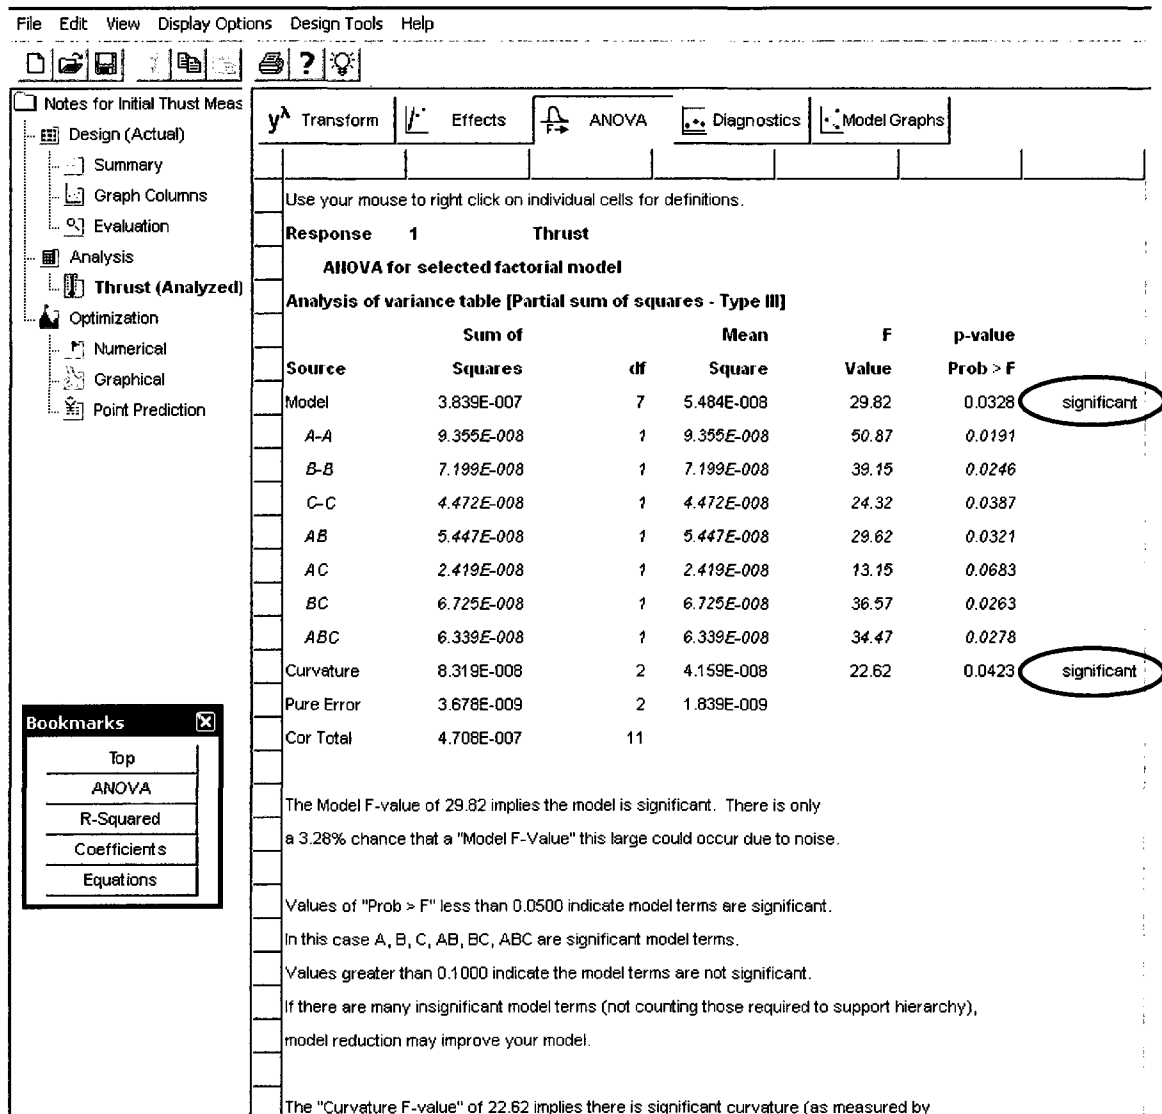 File Edit View Display Options Design Tools Help
Notes for Initial Thust Meas
Design (Actual)
Summary
Graph Columns
Evaluation
Analysis
Thrust (Analyzed)
Optimization
Numerical
Graphical
Point Prediction
Bookmarks
Top
ANOVA
R-Squared
Coefficients
Equations
yλ Transform Effects ANOVA Diagnostics Model Graphs
Use your mouse to right click on individual cells for definitions.
Response 1 Thrust
ANOVA for selected factorial model
Analysis of variance table [Partial sum of squares - Type III]
Sum of Mean F p-value
Source Squares df Square Value Prob > F
Model 3.839E-007 7 5.484E-008 29.82 0.0328 significant
A-A 9.355E-008 1 9.355E-008 50.87 0.0191
B-B 7.199E-008 1 7.199E-008 39.15 0.0246
C-C 4.472E-008 1 4.472E-008 24.32 0.0387
AB 5.447E-008 1 5.447E-008 29.62 0.0321
AC 2.419E-008 1 2.419E-008 13.15 0.0683
BC 6.725E-008 1 6.725E-008 36.57 0.0263
ABC 6.339E-008 1 6.339E-008 34.47 0.0278
Curvature 8.319E-008 2 4.159E-008 22.62 0.0423 significant
Pure Error 3.678E-009 2 1.839E-009
Cor Total 4.708E-007 11
The Model F-value of 29.82 implies the model is significant. There is only
a 3.28% chance that a "Model F-Value" this large could occur due to noise.
Values of "Prob > F" less than 0.0500 indicate model terms are significant.
In this case A, B, C, AB, BC, ABC are significant model terms.
Values greater than 0.1000 indicate the model terms are not significant.
If there are many insignificant model terms (not counting those required to support hierarchy),
model reduction may improve your model.
The "Curvature F-value" of 22.62 implies there is significant curvature (as measured by